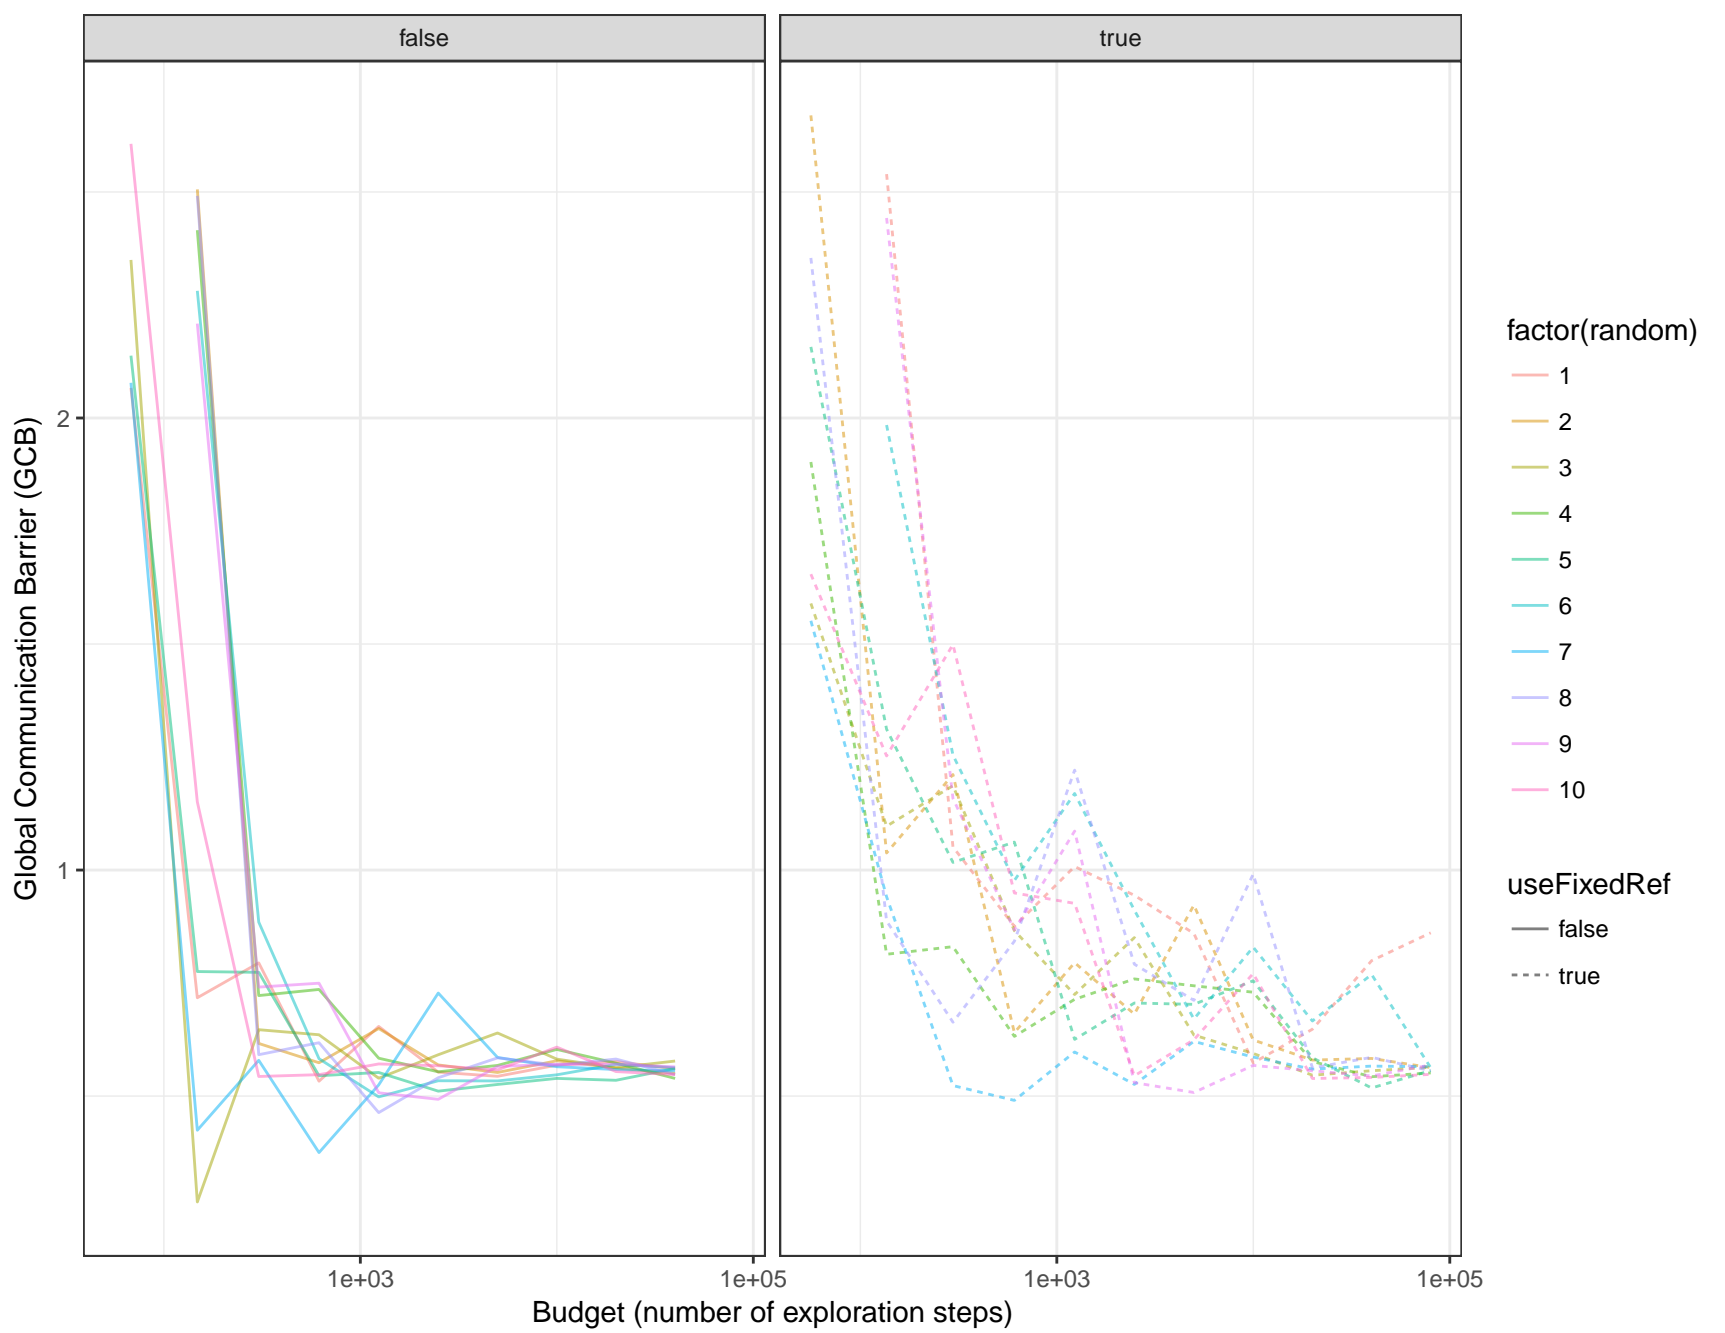 false
true
Global Communication Barrier (GCB)
2
1
1e+03
1e+05
1e+03
1e+05
Budget (number of exploration steps)
factor(random)
1
2
3
4
5
6
7
8
9
10
useFixedRef
false
true